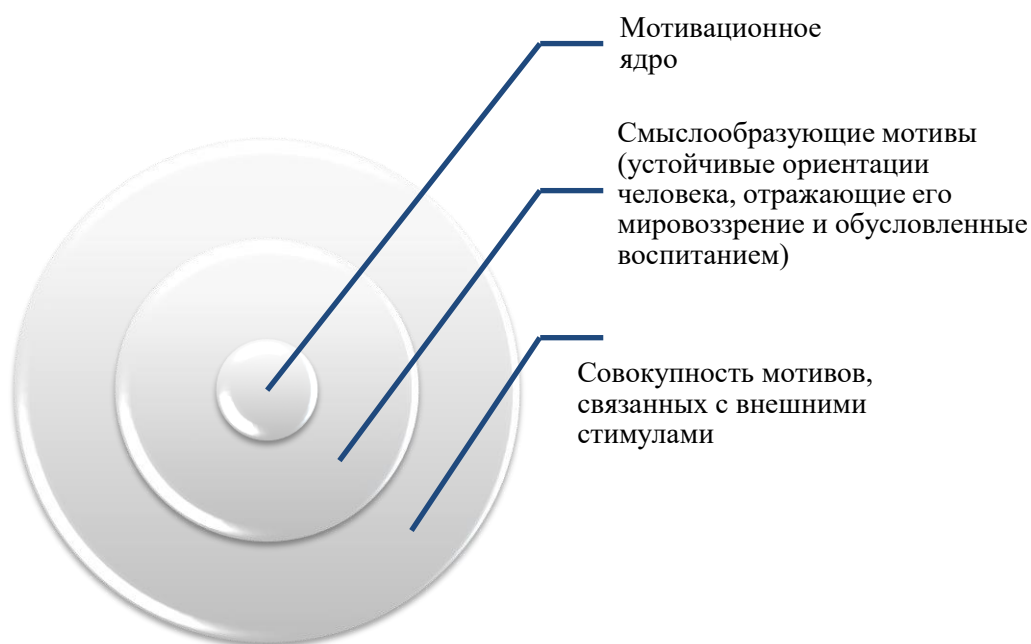 Мотивационное
ядро
Смыслообразующие мотивы
(устойчивые ориентации
человека, отражающие его
мировоззрение и обусловленные
воспитанием)
Совокупность мотивов,
связанных с внешними
стимулами